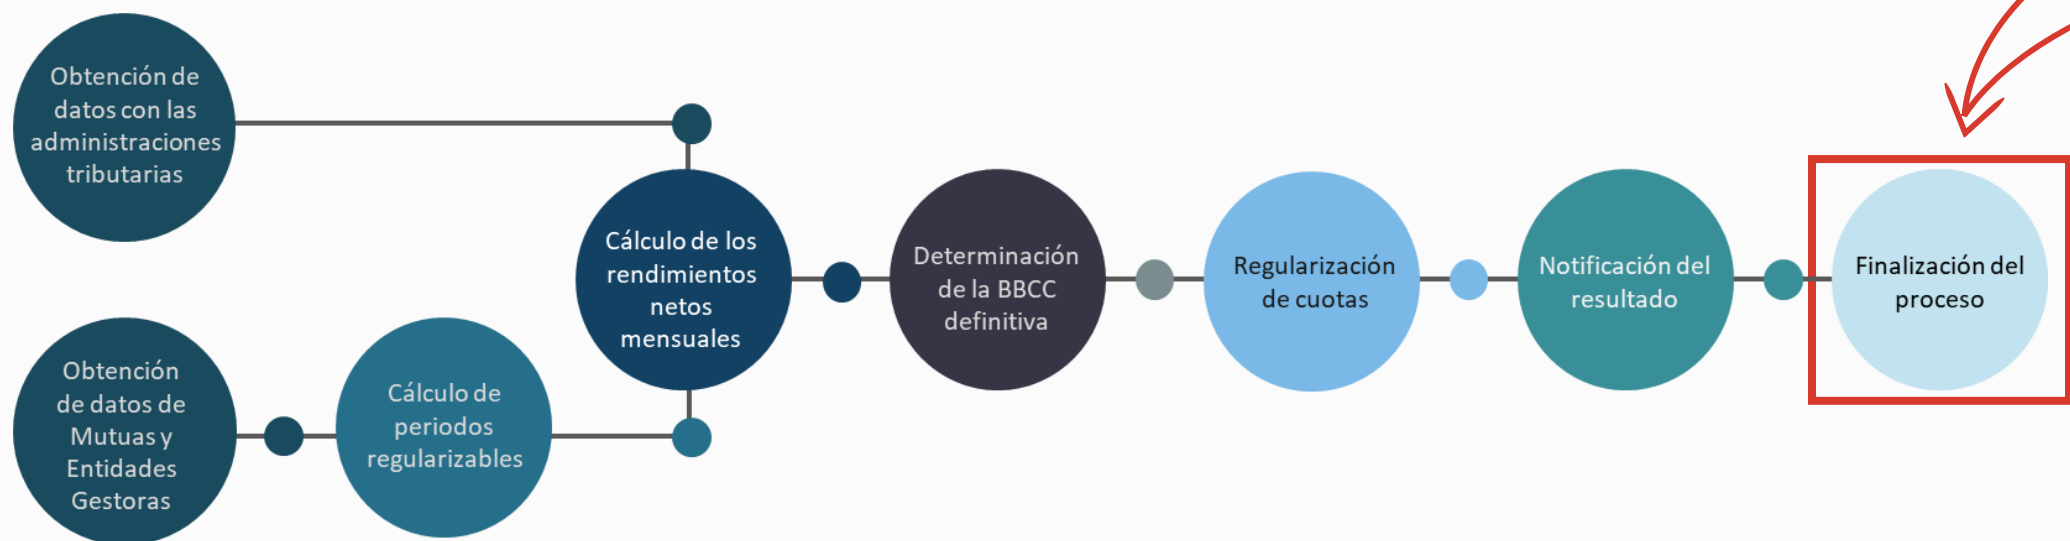 Obtención de
datos con las
administraciones
tributarias
Obtención
de datos de
Mutuas y
Entidades
Gestoras
Cálculo de
periodos
regularizables
Cálculo de los
rendimientos
netos
mensuales
Determinación
de la BBCC
definitiva
Regularización
de cuotas
Notificación del
resultado
Finalización del
proceso